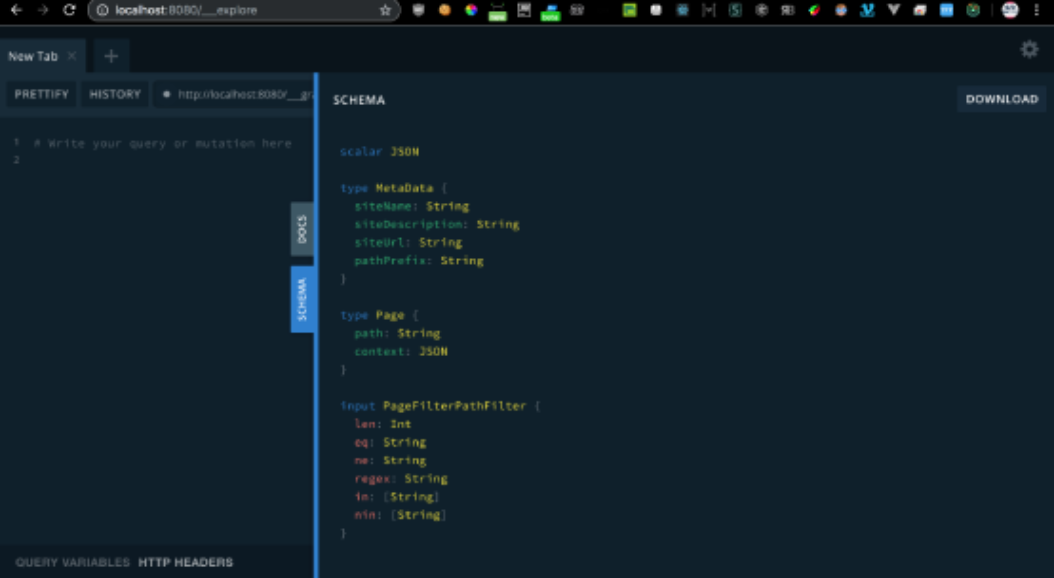 localhost:8080/___explore
New Tab
PRETTIFY HISTORY http://localhost:8080/___gr
1 # Write your query or mutation here
2
DOCS
SCHEMA
SCHEMA
DOWNLOAD
scalar JSON
type MetaData {
siteName: String
siteDescription: String
siteUrl: String
pathPrefix: String
}
type Page {
path: String
context: JSON
}
input PageFilterPathFilter {
len: Int
eq: String
ne: String
regex: String
in: [String]
nin: [String]
}
QUERY VARIABLES HTTP HEADERS